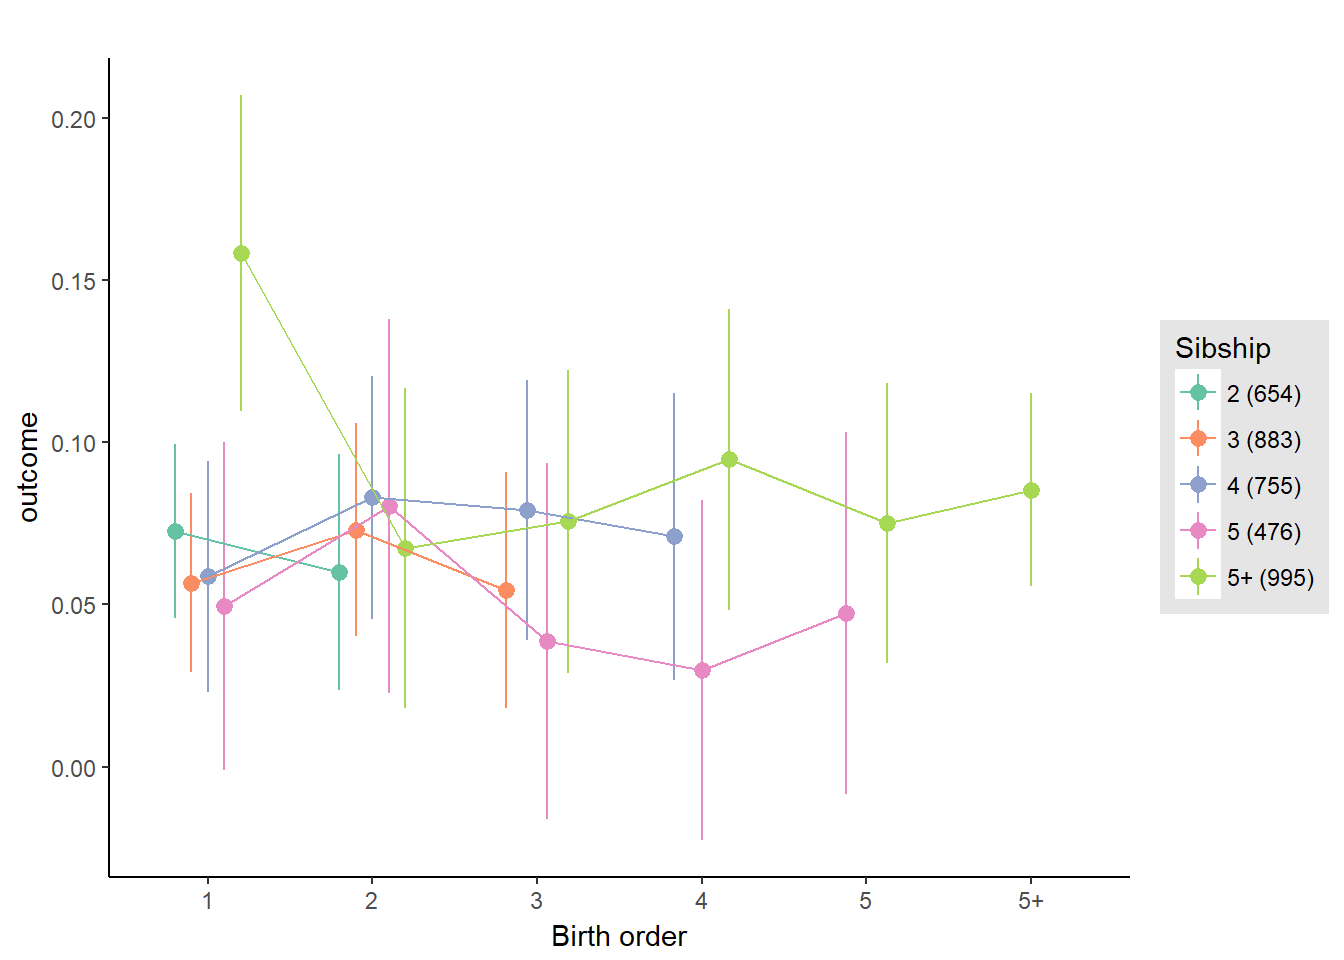 0.20
0.15
0.10
0.05
0.00
outcome
1 2 3 4 5 5+
Birth order
Sibship
2 (654)
3 (883)
4 (755)
5 (476)
5+ (995)